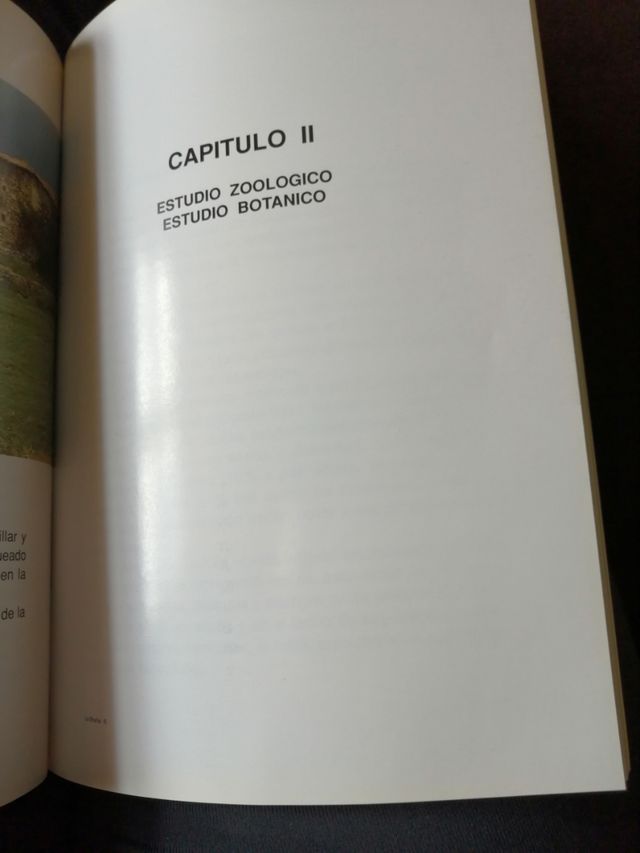 illar y
ueado
en la
de la
CAPITULO II
ESTUDIO ZOOLOGICO
ESTUDIO BOTANICO